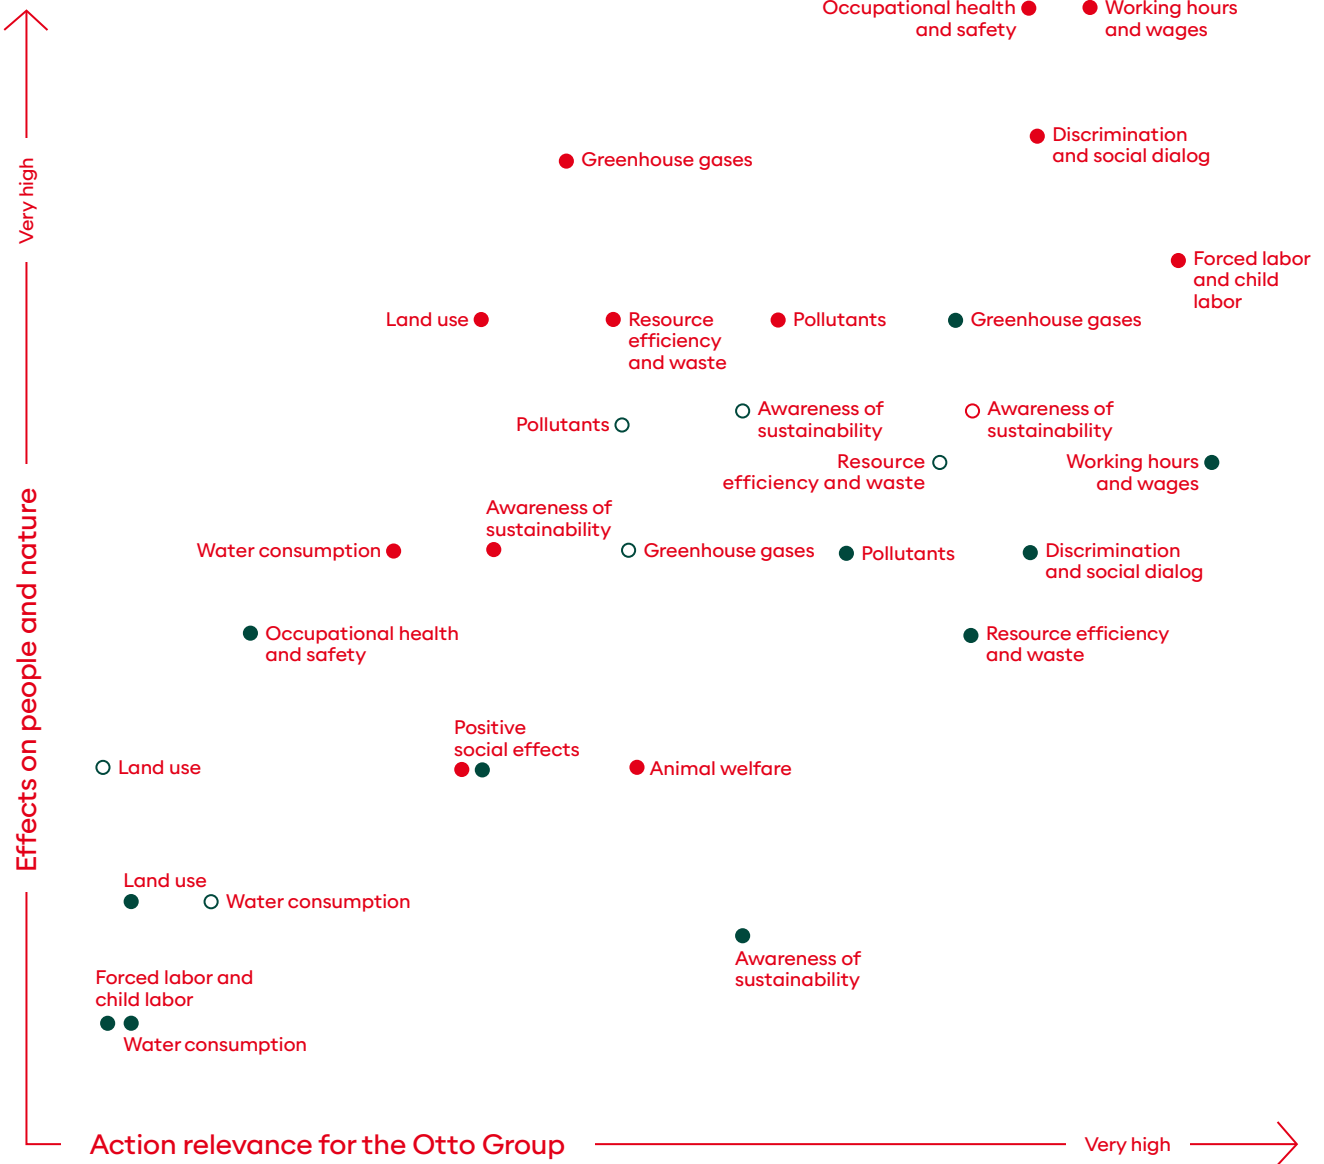 Occupational health
and safety
Working hours
and wages
Discrimination
and social dialog
Greenhouse gases
Very high
Forced labor
and child
labor
Land use
Resource
efficiency
and waste
Pollutants
Greenhouse gases
Pollutants
Awareness of
sustainability
Awareness of
sustainability
Resource
efficiency and waste
Working hours
and wages
Awareness of
sustainability
Water consumption
Greenhouse gases
Pollutants
Discrimination
and social dialog
Effects on people and nature
Occupational health
and safety
Resource efficiency
and waste
Positive
social effects
Land use
Animal welfare
Land use
Water consumption
Awareness of
sustainability
Forced labor and
child labor
Water consumption
Action relevance for the Otto Group
Very high